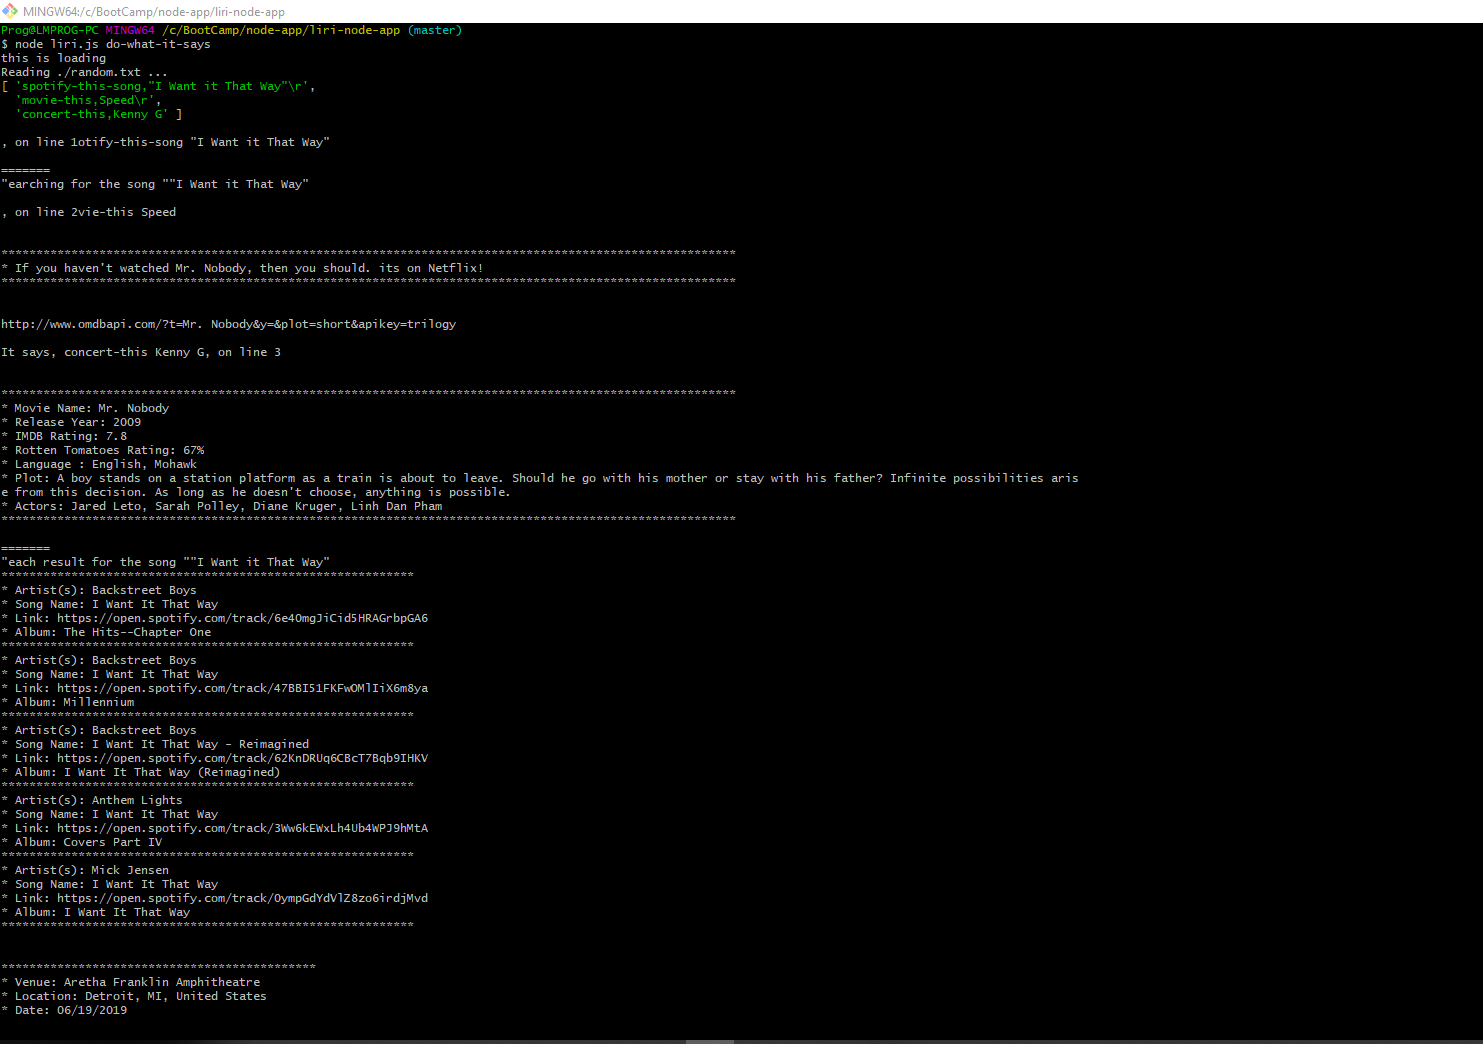 MINGW64:/c/BootCamp/node-app/liri-node-app
Prog@LMPROG-PC MINGW64 /c/BootCamp/node-app/liri-node-app (master)
$ node liri.js do-what-it-says
this is loading
Reading ./random.txt ...
[ 'spotify-this-song,"I Want it That Way"\r',
  'movie-this,Speed\r',
  'concert-this,Kenny G' ]
, on line 1otify-this-song "I Want it That Way"
=======
"earching for the song ""I Want it That Way"
, on line 2vie-this Speed
*********************************************************************************************************
* If you haven't watched Mr. Nobody, then you should. its on Netflix!
*********************************************************************************************************
http://www.omdbapi.com/?t=Mr. Nobody&y=&plot=short&apikey=trilogy
It says, concert-this Kenny G, on line 3
*********************************************************************************************************
* Movie Name: Mr. Nobody
* Release Year: 2009
* IMDB Rating: 7.8
* Rotten Tomatoes Rating: 67%
* Language : English, Mohawk
* Plot: A boy stands on a station platform as a train is about to leave. Should he go with his mother or stay with his father? Infinite possibilities aris
e from this decision. As long as he doesn't choose, anything is possible.
* Actors: Jared Leto, Sarah Polley, Diane Kruger, Linh Dan Pham
*********************************************************************************************************
=======
"each result for the song ""I Want it That Way"
***********************************************************
* Artist(s): Backstreet Boys
* Song Name: I Want It That Way
* Link: https://open.spotify.com/track/6e40mgJiCid5HRAGrbpGA6
* Album: The Hits--Chapter One
***********************************************************
* Artist(s): Backstreet Boys
* Song Name: I Want It That Way
* Link: https://open.spotify.com/track/47BBI51FKFwOMlIiX6m8ya
* Album: Millennium
***********************************************************
* Artist(s): Backstreet Boys
* Song Name: I Want It That Way - Reimagined
* Link: https://open.spotify.com/track/62KnDRUq6CBcT7Bqb9IHKV
* Album: I Want It That Way (Reimagined)
***********************************************************
* Artist(s): Anthem Lights
* Song Name: I Want It That Way
* Link: https://open.spotify.com/track/3Ww6kEWxLh4Ub4WPJ9hMtA
* Album: Covers Part IV
***********************************************************
* Artist(s): Mick Jensen
* Song Name: I Want It That Way
* Link: https://open.spotify.com/track/0ympGdYdVlZ8zo6irdjMvd
* Album: I Want It That Way
***********************************************************
*********************************************
* Venue: Aretha Franklin Amphitheatre
* Location: Detroit, MI, United States
* Date: 06/19/2019